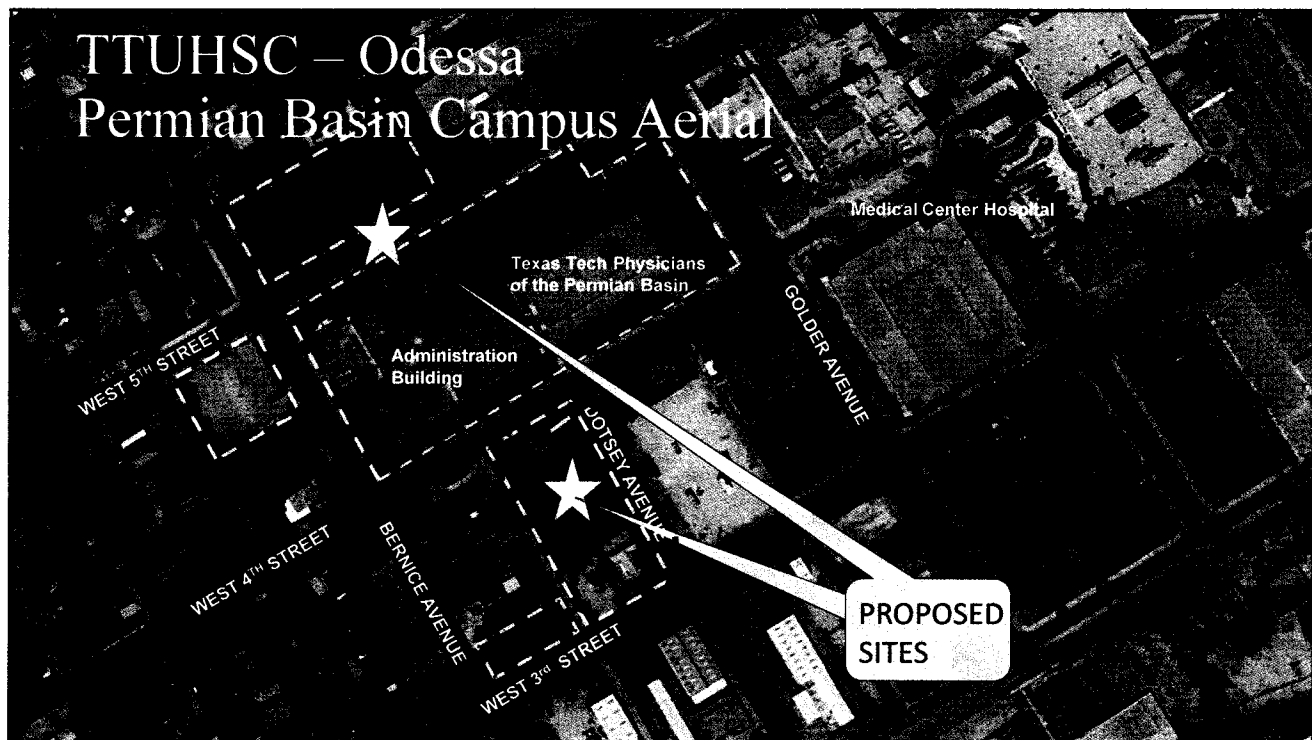 TTUHSC – Odessa
Permian Basin Campus Aerial
Medical Center Hospital
Texas Tech Physicians
of the Permian Basin
GOLDER AVENUE
WEST 5TH STREET
Administration
Building
DOTSEY AVENUE
WEST 4TH STREET
BERNICE AVENUE
WEST 3rd STREET
PROPOSED
SITES